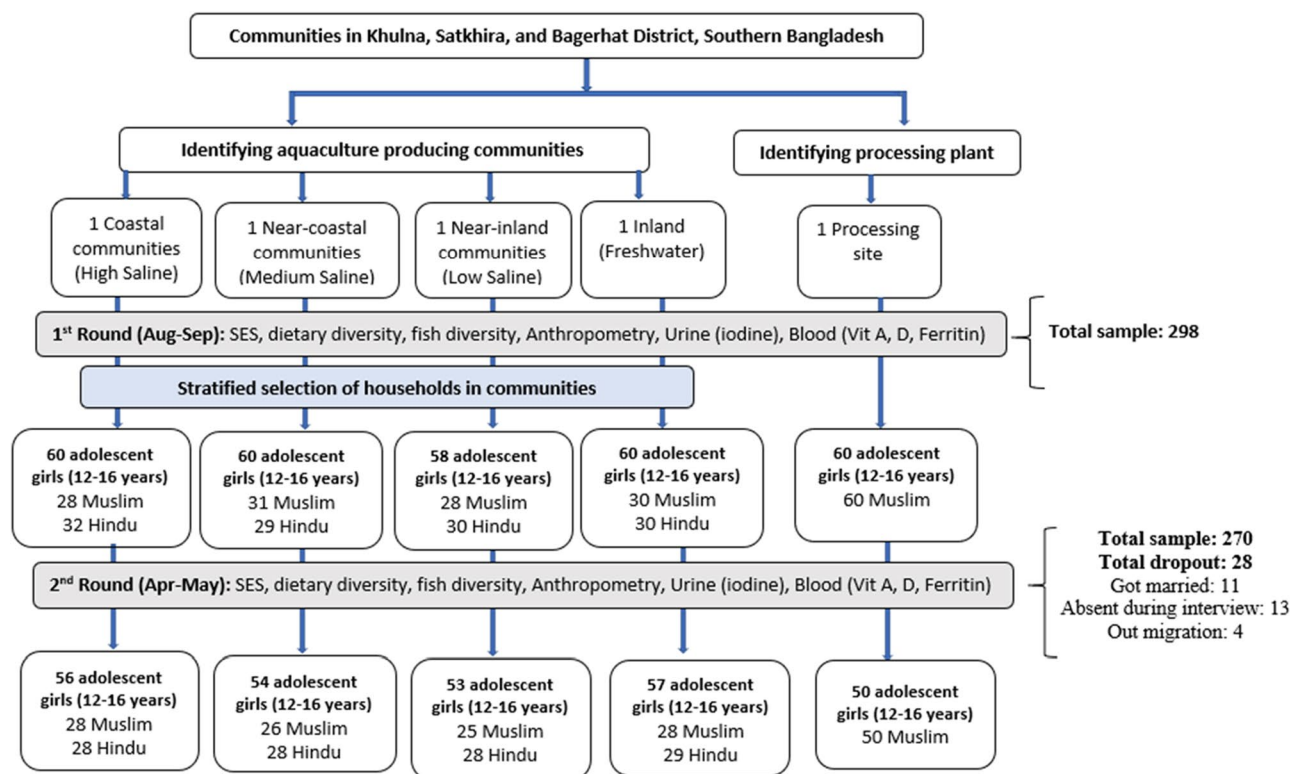 Communities in Khulna, Satkhira, and Bagerhat District, Southern Bangladesh
Identifying aquaculture producing communities
Identifying processing plant
1 Coastal
communities
(High Saline)
1 Near-coastal
communities
(Medium Saline)
1 Near-inland
communities
(Low Saline)
1 Inland
(Freshwater)
1 Processing
site
1st Round (Aug-Sep): SES, dietary diversity, fish diversity, Anthropometry, Urine (iodine), Blood (Vit A, D, Ferritin)
Total sample: 298
Stratified selection of households in communities
60 adolescent
girls (12-16 years)
28 Muslim
32 Hindu
60 adolescent
girls (12-16 years)
31 Muslim
29 Hindu
58 adolescent
girls (12-16 years)
28 Muslim
30 Hindu
60 adolescent
girls (12-16 years)
30 Muslim
30 Hindu
60 adolescent
girls (12-16 years)
60 Muslim
2nd Round (Apr-May): SES, dietary diversity, fish diversity, Anthropometry, Urine (iodine), Blood (Vit A, D, Ferritin)
Total sample: 270
Total dropout: 28
Got married: 11
Absent during interview: 13
Out migration: 4
56 adolescent
girls (12-16 years)
28 Muslim
28 Hindu
54 adolescent
girls (12-16 years)
26 Muslim
28 Hindu
53 adolescent
girls (12-16 years)
25 Muslim
28 Hindu
57 adolescent
girls (12-16 years)
28 Muslim
29 Hindu
50 adolescent
girls (12-16 years)
50 Muslim